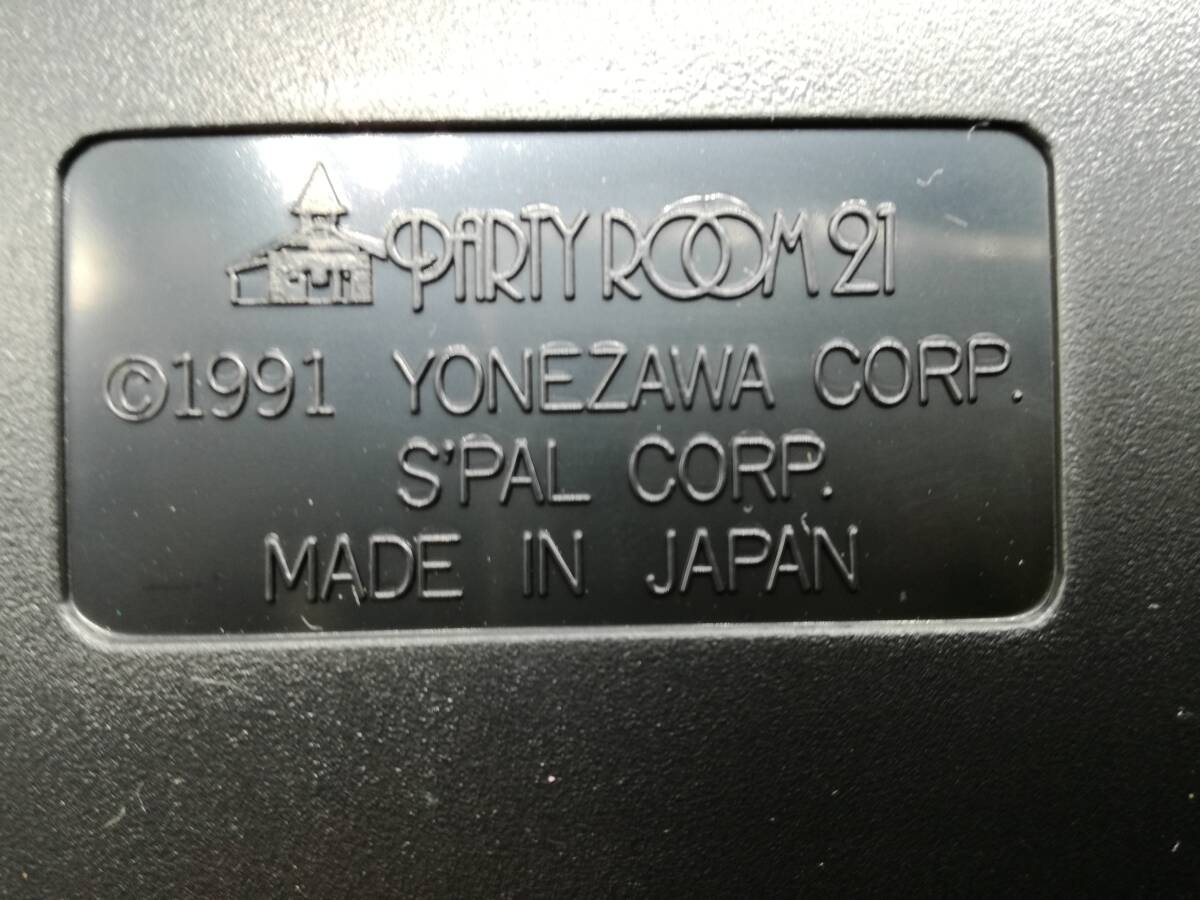 PARTY ROOM 21
©1991 YONEZAWA CORP.
S'PAL CORP.
MADE IN JAPAN